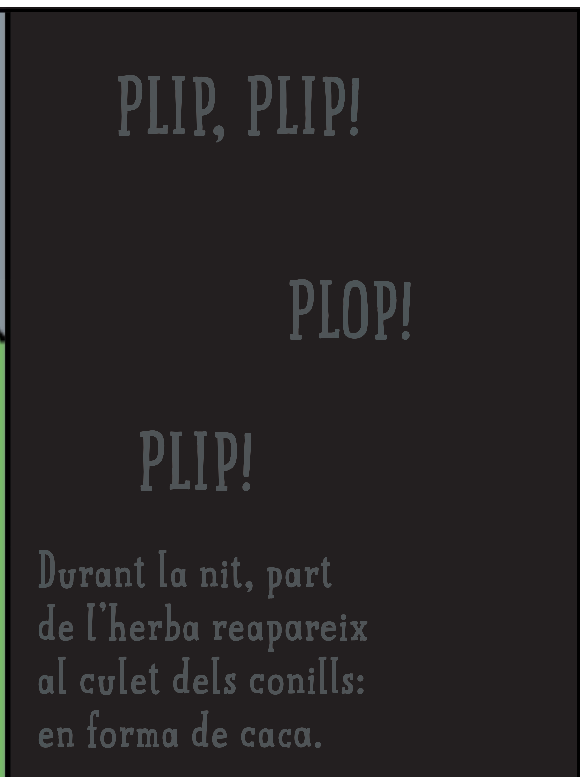 PLIP, PLIP!
PLOP!
PLIP!
Durant la nit, part
de l'herba reapareix
al culet dels conills:
en forma de caca.